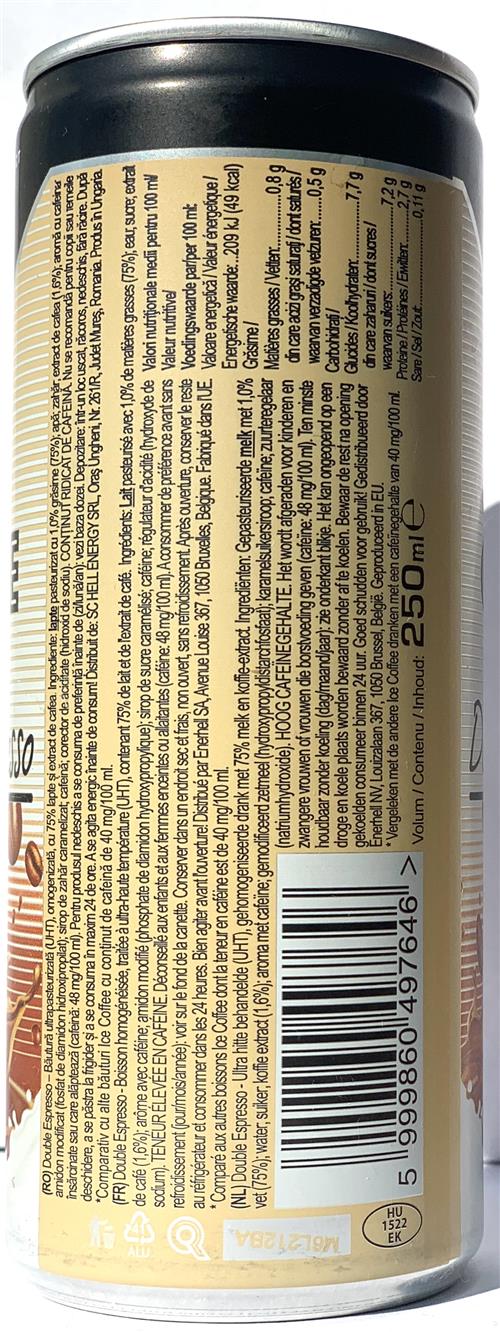 (RO) Double Espresso – Băutură ultrapasteurizată (UHT), omogenizată, cu 75% lapte și extract de cafea. Ingrediente: lapte pasteurizat cu 1,0% grăsime (75%); apă; zahăr; extract de cafea (1,6%); aromă cu cafeină;
amidon modificat (fosfat de diamidon hidroxipropilat); sirop de zahăr caramelizat; cafeină; corector de aciditate (hidroxid de sodiu). CONȚINUT RIDICAT DE CAFEINĂ. Nu se recomandă pentru copii sau femeile
însărcinate sau care alăptează (cafeină: 48 mg/100 ml). Pentru produsul nedeschis a se consuma de preferință înainte de (zi/lună/an): vezi baza dozei. Depozitare: într-un loc uscat, răcoros, nedeschis, fără răcire. După
deschidere, a se păstra la frigider și a se consuma în maxim 24 de ore. A se agita energic înainte de consum! Distribuit de: SC HELL ENERGY SRL, Oraș Ungheni, Nr. 261/R, Județ Mureș, Romania. Produs în Ungaria.
*Comparativ cu alte băuturi Ice Coffee cu conținut de cafeină de 40 mg/100 ml.
(FR) Double Espresso - Boisson homogénéisée, traitée à ultra-haute température (UHT), contenant 75% de lait et de l'extrait de café. Ingrédients: Lait pasteurisé avec 1,0% de matières grasses (75%); eau; sucre; extrait
de café (1,6%); arôme avec caféine; amidon modifié (phosphate de diamidon hydroxypropylique); sirop de sucre caramélisé; caféine; régulateur d'acidité (hydroxyde de
sodium). TENEUR ÉLEVÉE EN CAFÉINE. Déconseillé aux enfants et aux femmes enceintes ou allaitantes (caféine: 48 mg/100 ml). A consommer de préférence avant sans
refroidissement (jour/mois/année): voir sur le fond de la canette. Conserver dans un endroit sec et frais, non ouvert, sans refroidissement. Après ouverture, conserver le reste
au réfrigérateur et consommer dans les 24 heures. Bien agiter avant l'ouverture! Distribué par Enerhell SA, Avenue Louise 367, 1050 Bruxelles, Belgique. Fabriqué dans l'UE.
* Comparé aux autres boissons Ice Coffee dont la teneur en caféine est de 40 mg/100 ml.
(NL) Double Espresso - Ultra hitte behandelde (UHT), gehomogeniseerde drank met 75% melk en koffie-extract. Ingrediënten: Gepasteuriseerde melk met 1,0%
vet (75%); water; suiker; koffie extract (1,6%); aroma met cafeïne; gemodificeerd zetmeel (hydroxypropyldistarchfosfaat); karamelsuikersiroop; cafeïne; zuurteregelaar
(natriumhydroxide). HOOG CAFEÏNEGEHALTE. Het wordt afgeraden voor kinderen en
zwangere vrouwen of vrouwen die borstvoeding geven (cafeïne: 48 mg/100 ml). Ten minste
houdbaar zonder koeling (dag/maand/jaar): zie onderkant blikje. Het kan ongeopend op een
droge en koele plaats worden bewaard zonder af te koelen. Bewaar de rest na opening
gekoeld en consumeer binnen 24 uur. Goed schudden voor gebruik! Gedistribueerd door
Enerhell NV, Louizalaan 367, 1050 Brussel, België. Geproduceerd in EU.
* Vergeleken met de andere Ice Coffee dranken met een cafeïnegehalte van 40 mg/100 ml.
Volum / Contenu / Inhoud: 250 ml e
Valori nutriționale medii pentru 100 ml/
Valeur nutritive/
Voedingswaarde par/per 100 ml:
Valoare energetică / Valeur énergétique /
Energetische waarde: 209 kJ (49 kcal)
Grăsime /
Matières grasses / Vetten: 0,8 g
din care acizi grași saturați / dont saturés /
waarvan verzadigde vetzuren: 0,5 g
Carbohidrați /
Glucides / Koolhydraten: 7,7 g
din care zaharuri / dont sucres /
waarvan suikers: 7,2 g
Proteine / Protéines / Eiwitten: 2,7 g
Sare / Sel / Zout: 0,11 g
5 999860 497646 >
ALU
M6L212BA
HU
1522
EK